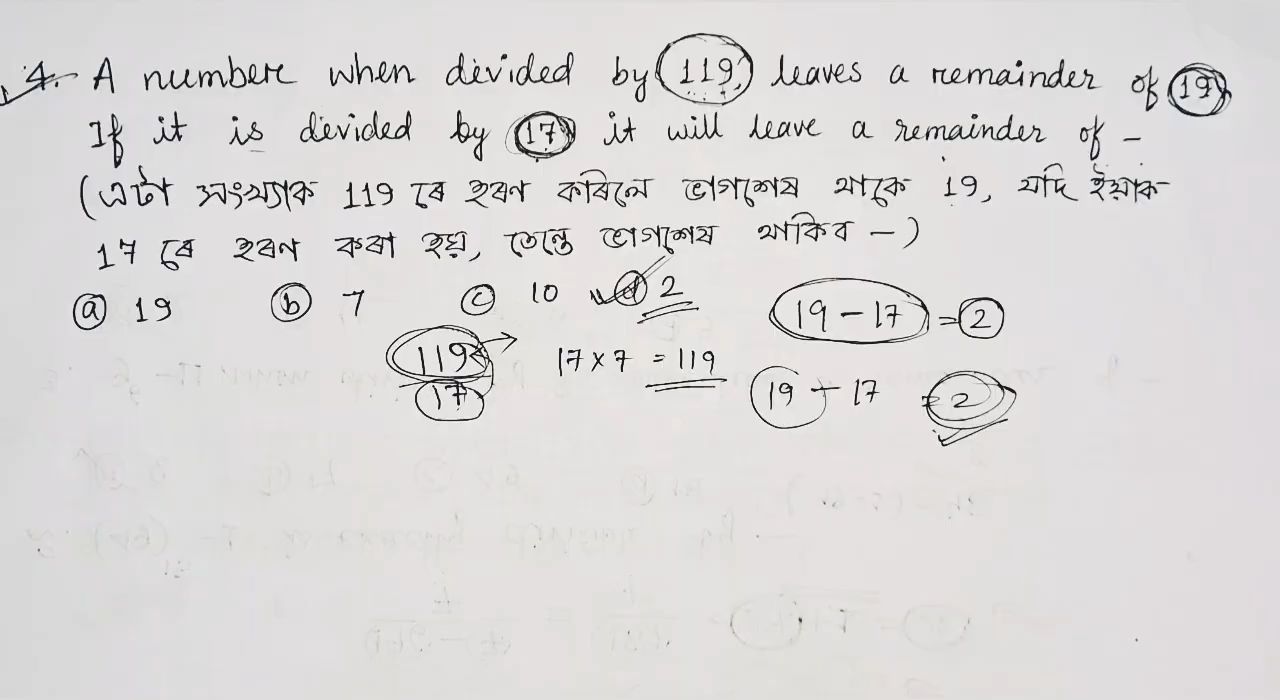 4. A number when devided by 119 leaves a remainder of 19
If it is devided by 17 it will leave a remainder of -
(এটা সংখ্যাক 119 ৰে হৰণ কৰিলে ভাগশেষ থাকে 19, যদি ইয়াক
17 ৰে হৰণ কৰা হয়, তেন্তে ভাগশেষ থাকিব -)
(a) 19 (b) 7 (c) 10 (d) 2
19 - 17 = 2
119
17
17 x 7 = 119
19 - 17 = 2